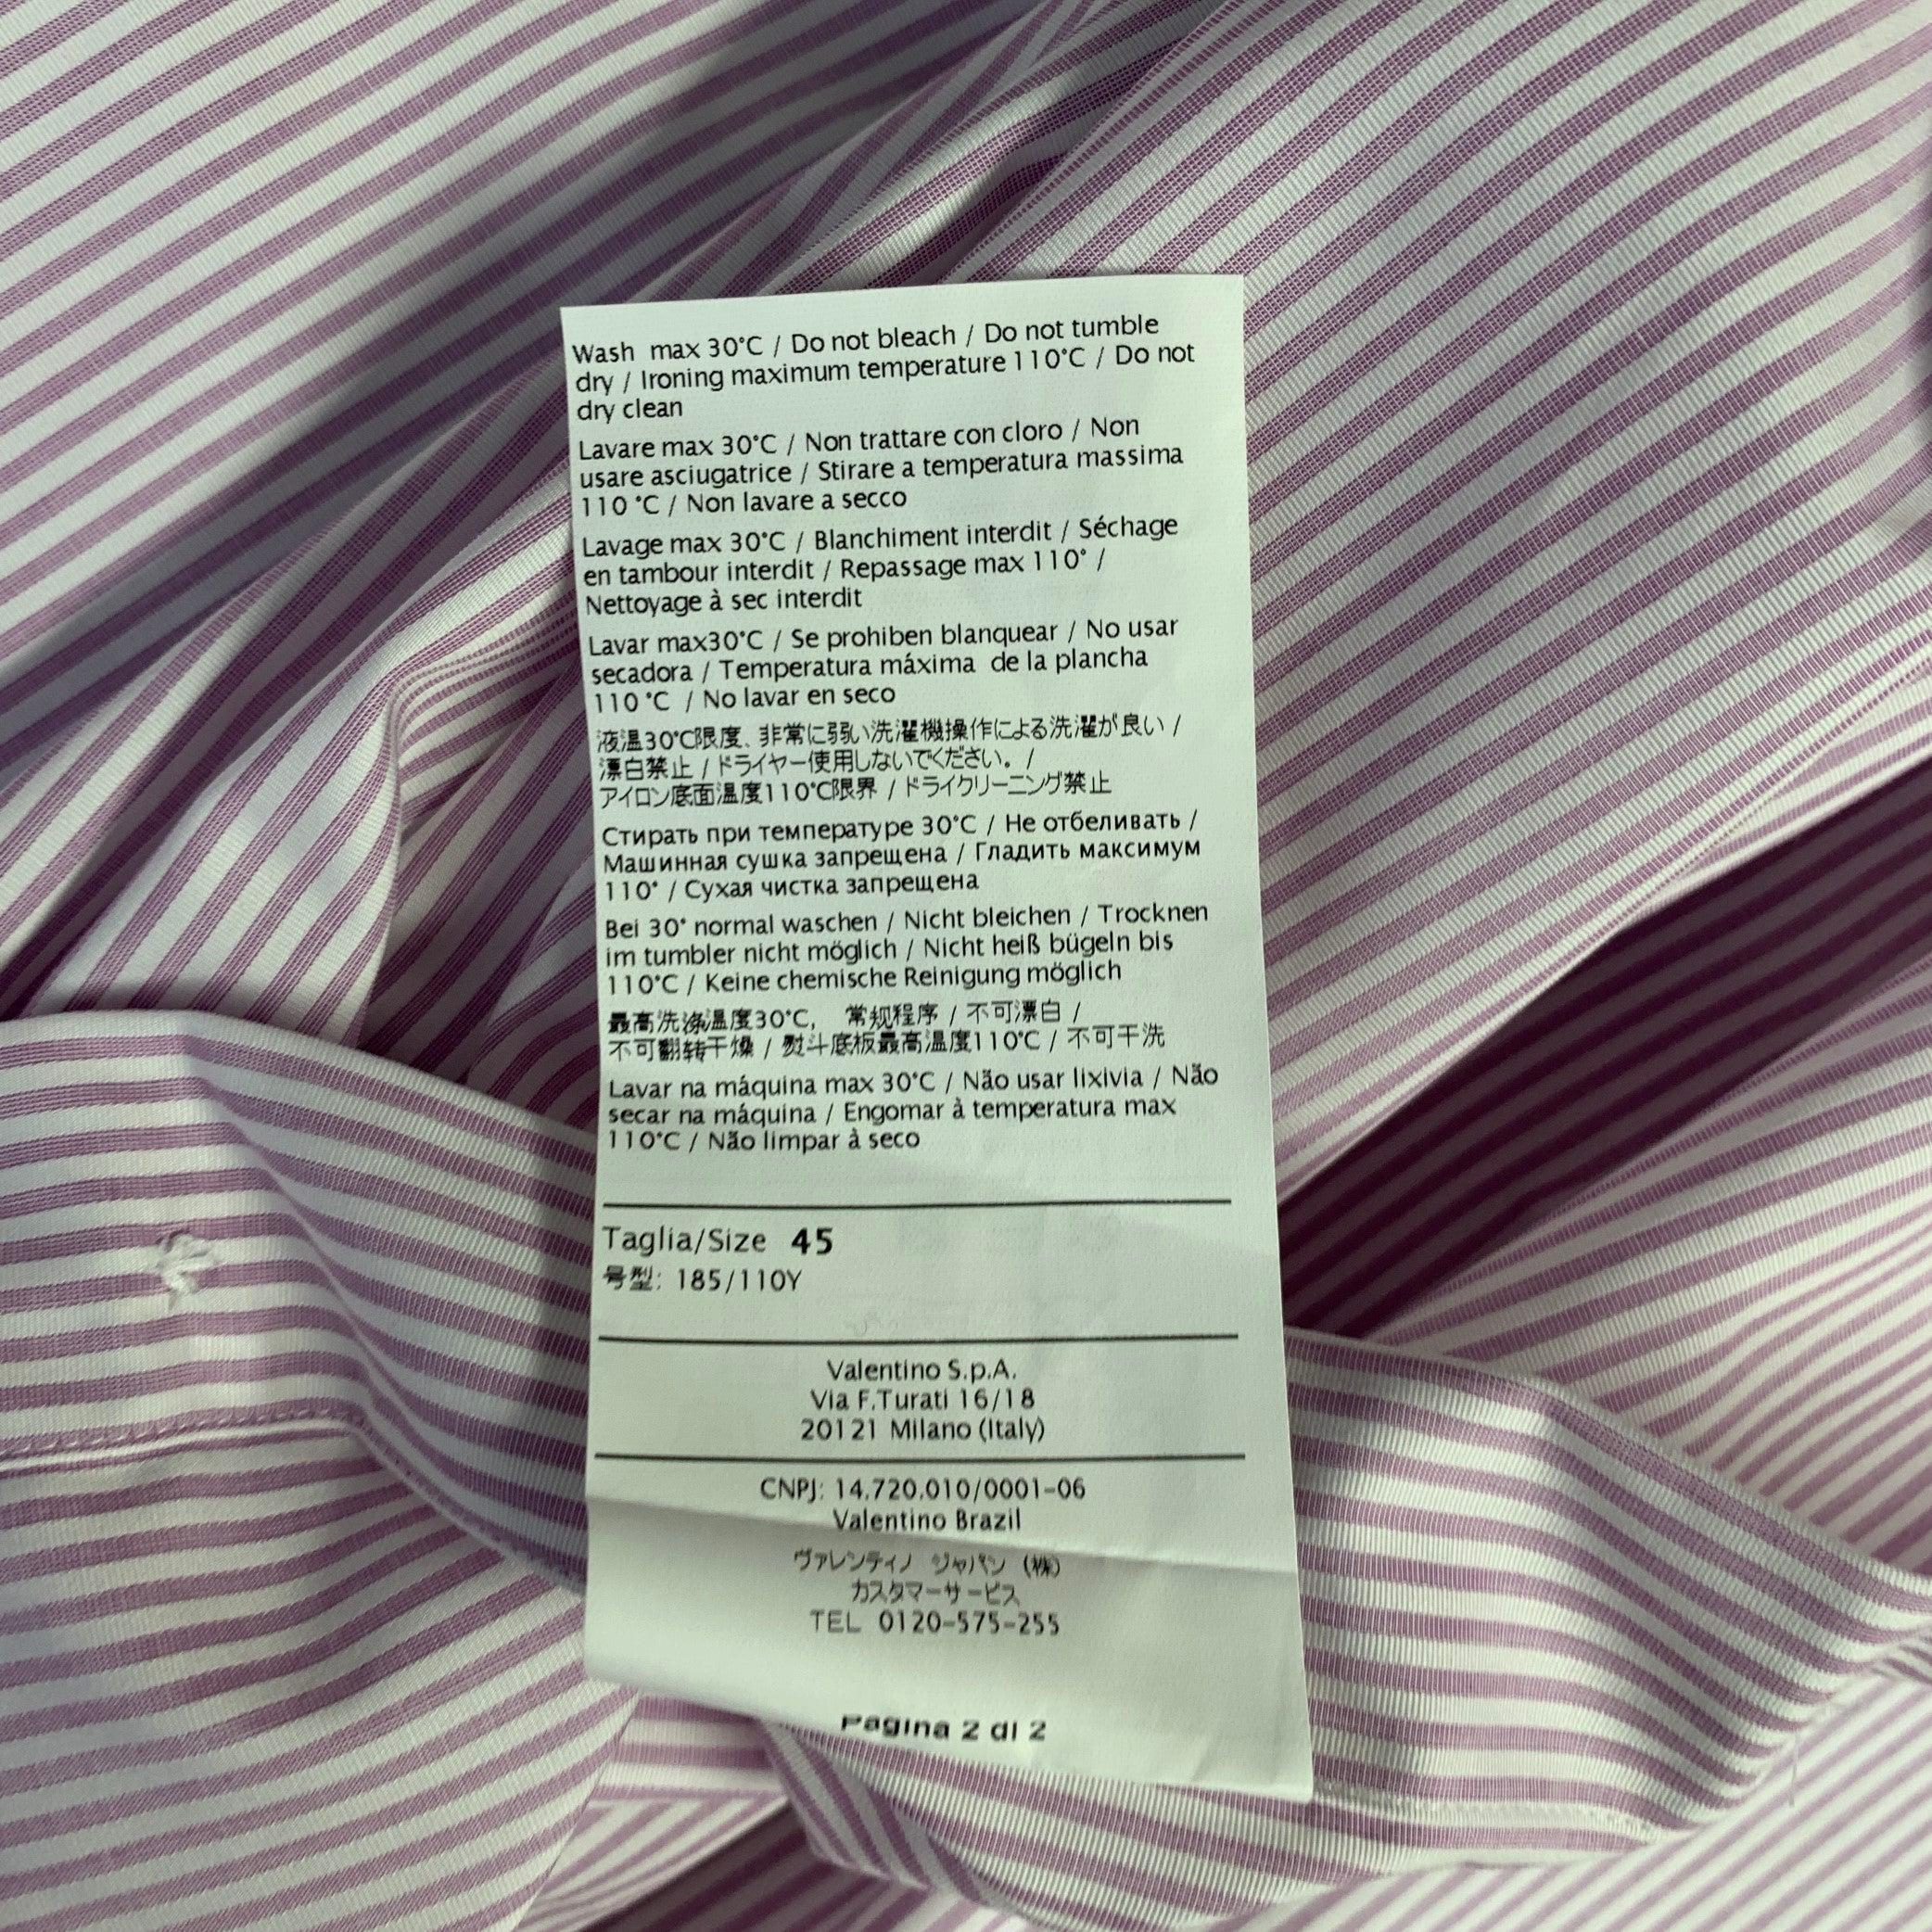 Wash max 30°C / Do not bleach / Do not tumble
dry / Ironing maximum temperature 110°C / Do not
dry clean
Lavare max 30°C / Non trattare con cloro / Non
usare asciugatrice / Stirare a temperatura massima
110 °C / Non lavare a secco
Lavage max 30°C / Blanchiment interdit / Séchage
en tambour interdit / Repassage max 110° /
Nettoyage à sec interdit
Lavar max30°C / Se prohiben blanquear / No usar
secadora / Temperatura máxima de la plancha
110 °C / No lavar en seco
液温30°C限度、非常に弱い洗濯機操作による洗濯が良い /
漂白禁止 / ドライヤー使用しないでください。 /
アイロン底面温度110°C限界 / ドライクリーニング禁止
Стирать при температуре 30°C / Не отбеливать /
Машинная сушка запрещена / Гладить максимум
110° / Сухая чистка запрещена
Bei 30° normal waschen / Nicht bleichen / Trocknen
im tumbler nicht möglich / Nicht heiß bügeln bis
110°C / Keine chemische Reinigung möglich
最高洗涤温度30°C, 常规程序 / 不可漂白 /
不可翻转干燥 / 熨斗底板最高温度110°C / 不可干洗
Lavar na máquina max 30°C / Não usar lixivia / Não
secar na máquina / Engomar à temperatura max
110°C / Não limpar à seco
Taglia/Size 45
号型: 185/110Y
Valentino S.p.A.
Via F.Turati 16/18
20121 Milano (Italy)
CNPJ: 14.720.010/0001-06
Valentino Brazil
ヴァレンティノ ジャパン (株)
カスタマーサービス
TEL 0120-575-255
Pagina 2 di 2